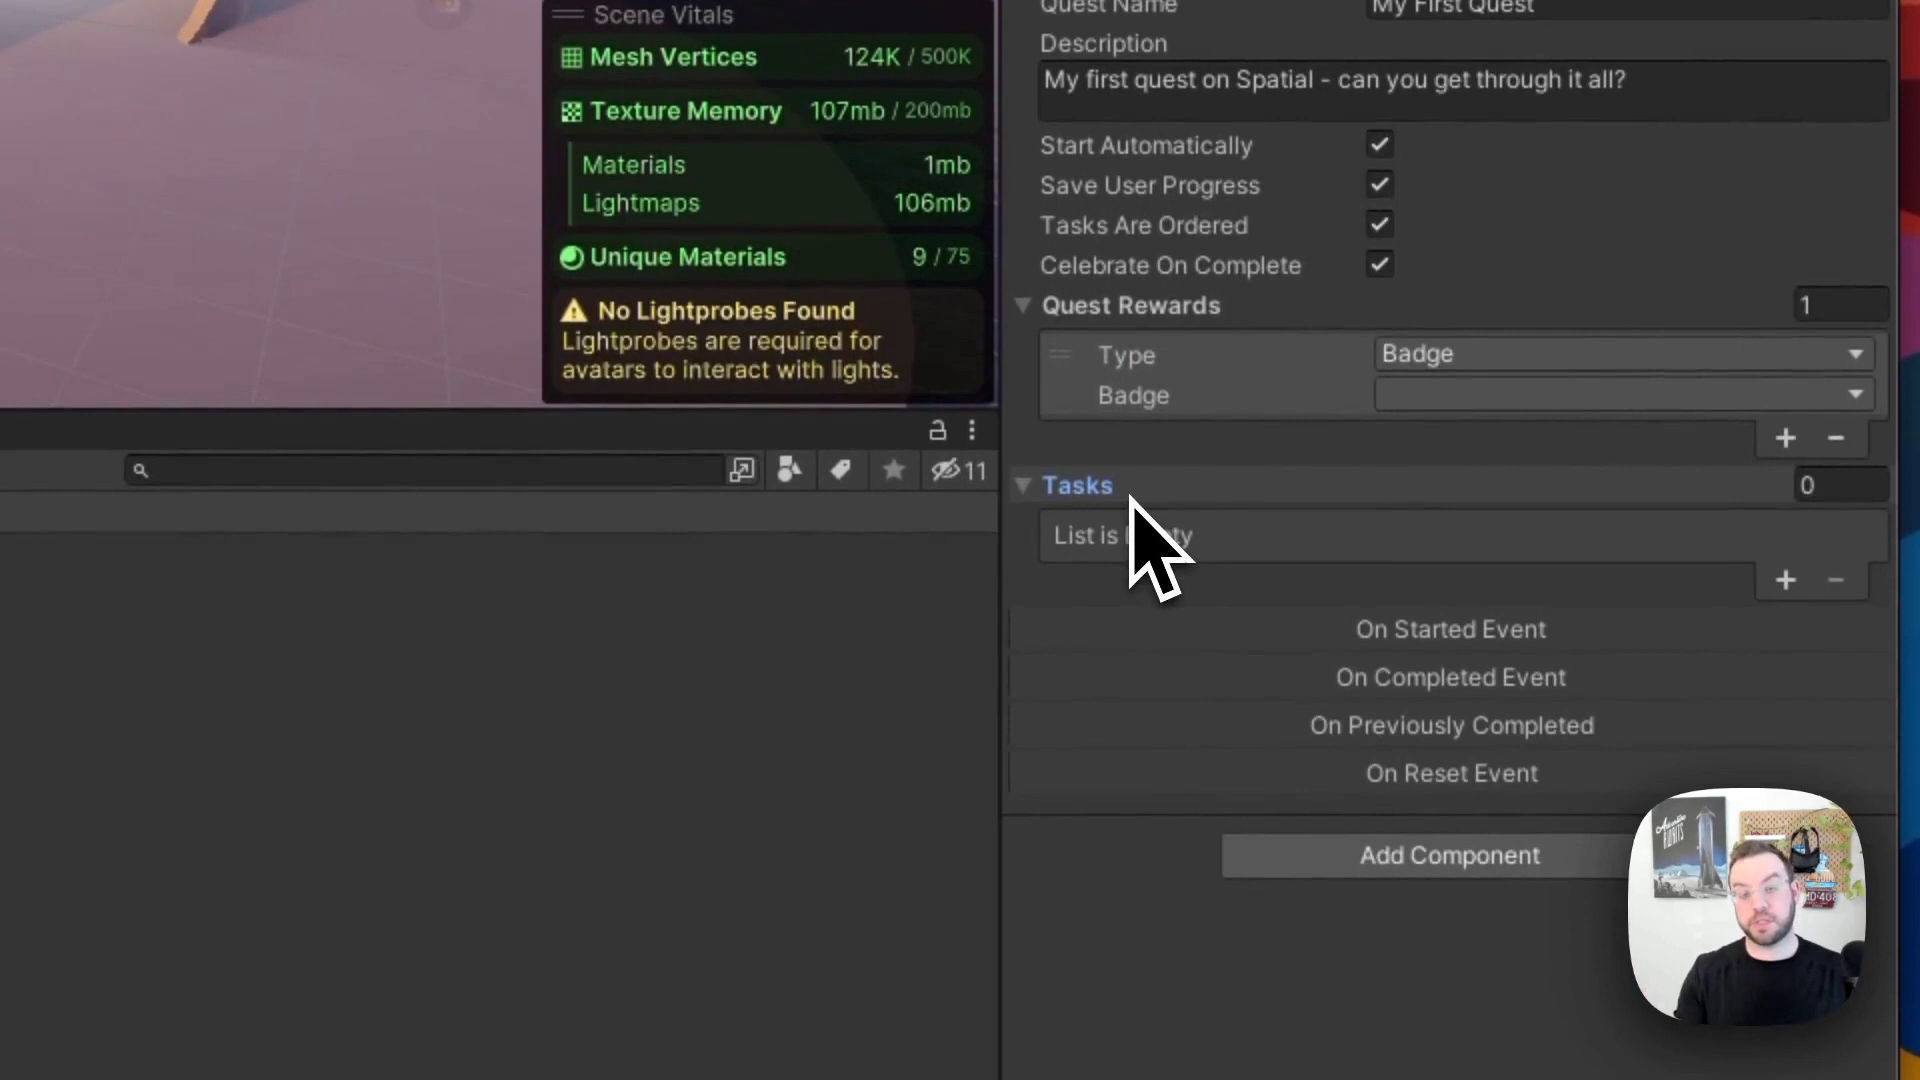 Scene Vitals
Mesh Vertices 124K / 500K
Texture Memory 107mb / 200mb
Materials 1mb
Lightmaps 106mb
Unique Materials 9 / 75
No Lightprobes Found
Lightprobes are required for
avatars to interact with lights.
11
Quest Name My First Quest
Description
My first quest on Spatial - can you get through it all?
Start Automatically
Save User Progress
Tasks Are Ordered
Celebrate On Complete
Quest Rewards 1
Type Badge
Badge
Tasks 0
List is
On Started Event
On Completed Event
On Previously Completed
On Reset Event
Add Component
AWAITS